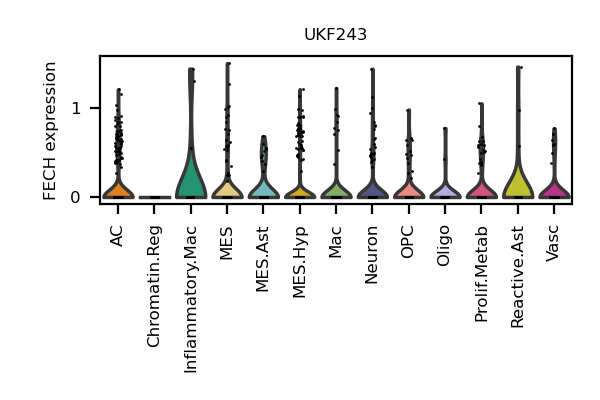 UKF243
FECH expression
1
0
AC
Chromatin.Reg
Inflammatory.Mac
MES
MES.Ast
MES.Hyp
Mac
Neuron
OPC
Oligo
Prolif.Metab
Reactive.Ast
Vasc